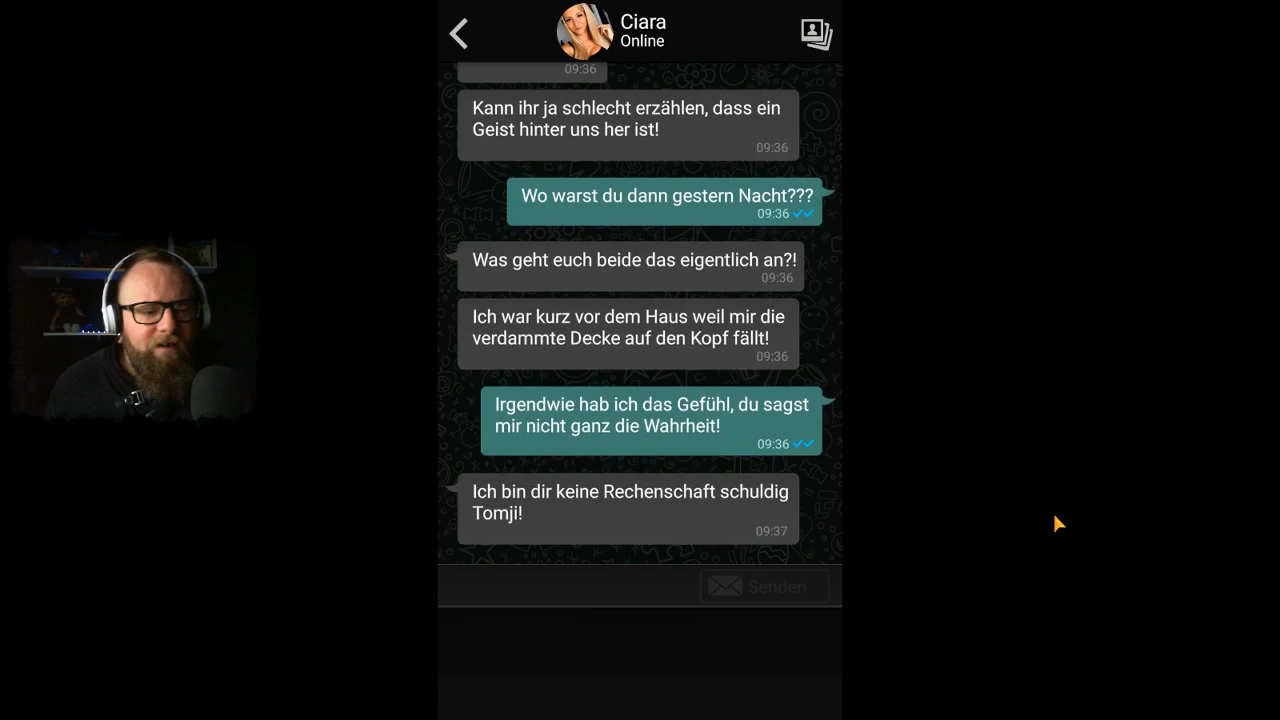 Ciara
Online
09:36
Kann ihr ja schlecht erzählen, dass ein
Geist hinter uns her ist!
09:36
Wo warst du dann gestern Nacht???
09:36
Was geht euch beide das eigentlich an?!
09:36
Ich war kurz vor dem Haus weil mir die
verdammte Decke auf den Kopf fällt!
09:36
Irgendwie hab ich das Gefühl, du sagst
mir nicht ganz die Wahrheit!
09:36
Ich bin dir keine Rechenschaft schuldig
Tomji!
09:37
Senden